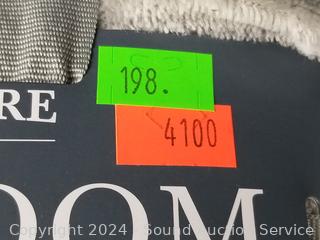 198.
RE
4100
OOM
Copyright 2024 - Sound Auction Service